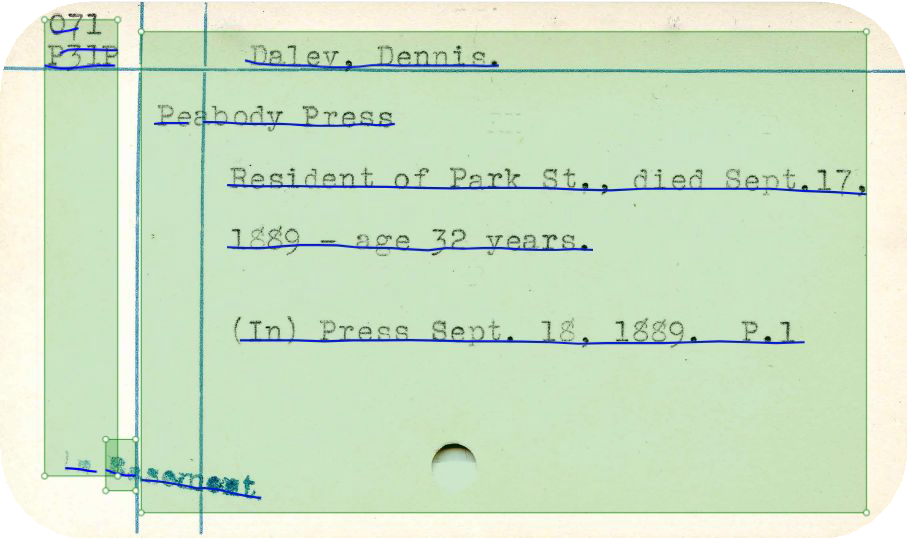 071
P31P
Daley, Dennis.
Peabody Press
Resident of Park St., died Sept.17,
1889 - age 32 years.
(In) Press Sept. 18, 1889. P.1
In Basement